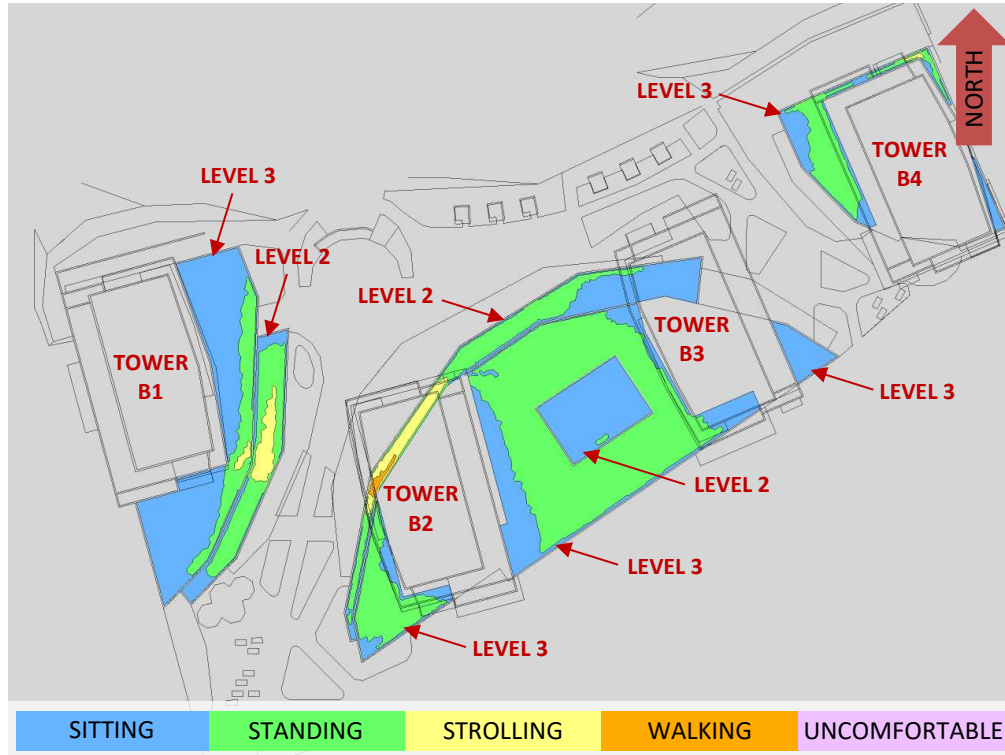 NORTH
LEVEL 3
TOWER
B4
LEVEL 3
LEVEL 2
LEVEL 2
TOWER
B1
TOWER
B3
LEVEL 3
LEVEL 2
TOWER
B2
LEVEL 3
LEVEL 3
SITTING STANDING STROLLING WALKING UNCOMFORTABLE